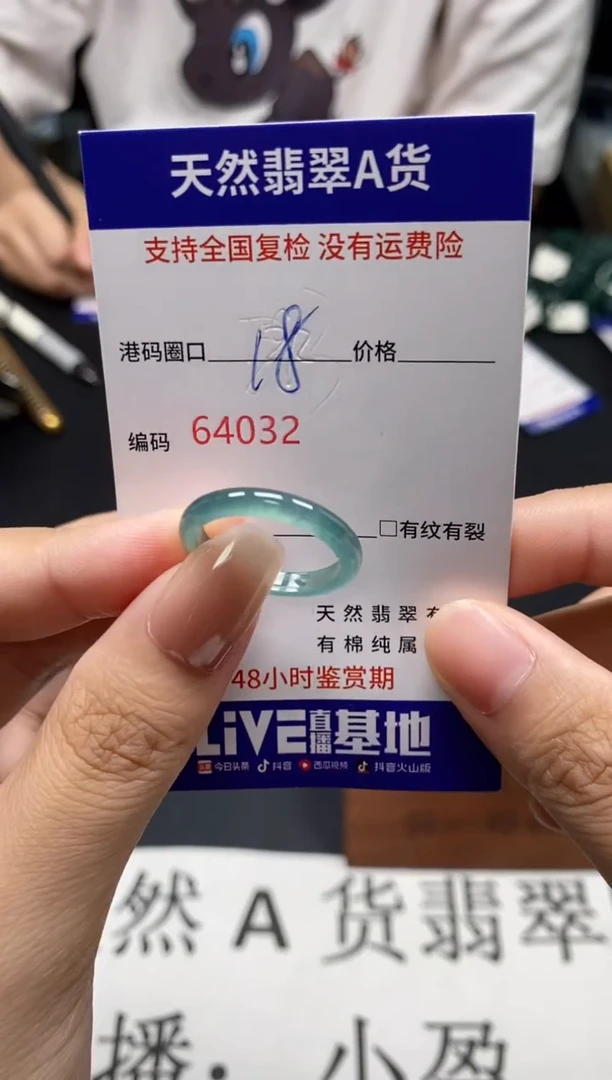 天然翡翠A货
支持全国复检 没有运费险
港码圈口 18 价格
编码 64032
□有纹有裂
天然翡翠
有棉纯属
48小时鉴赏期
LiVE直播基地
今日头条 抖音 西瓜视频 抖音火山版
然 A 货翡翠
播：小盈